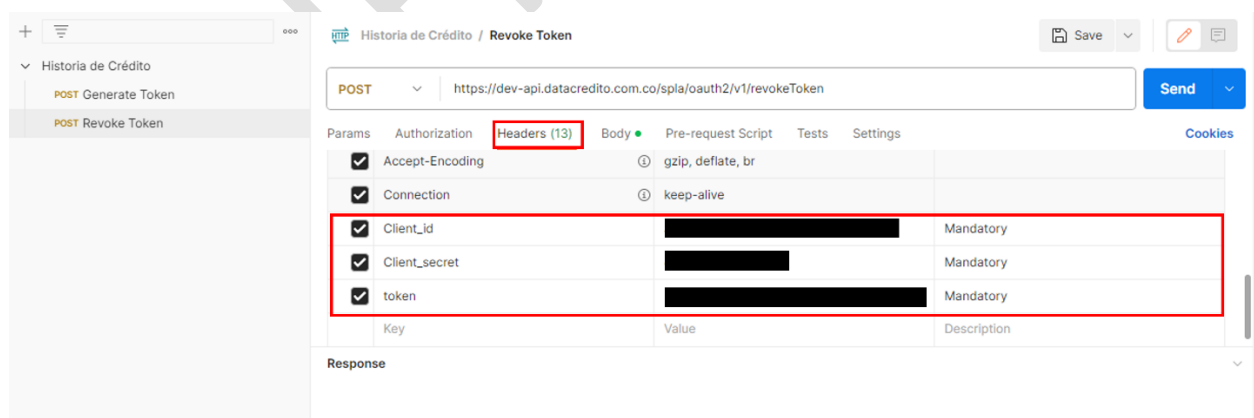 +
ooo
HTTP Historia de Crédito / Revoke Token
Save
Historia de Crédito
POST Generate Token
POST Revoke Token
POST https://dev-api.datacredito.com.co/spla/oauth2/v1/revokeToken Send
Params Authorization Headers (13) Body Pre-request Script Tests Settings Cookies
Accept-Encoding gzip, deflate, br
Connection keep-alive
Client_id Mandatory
Client_secret Mandatory
token Mandatory
Key Value Description
Response